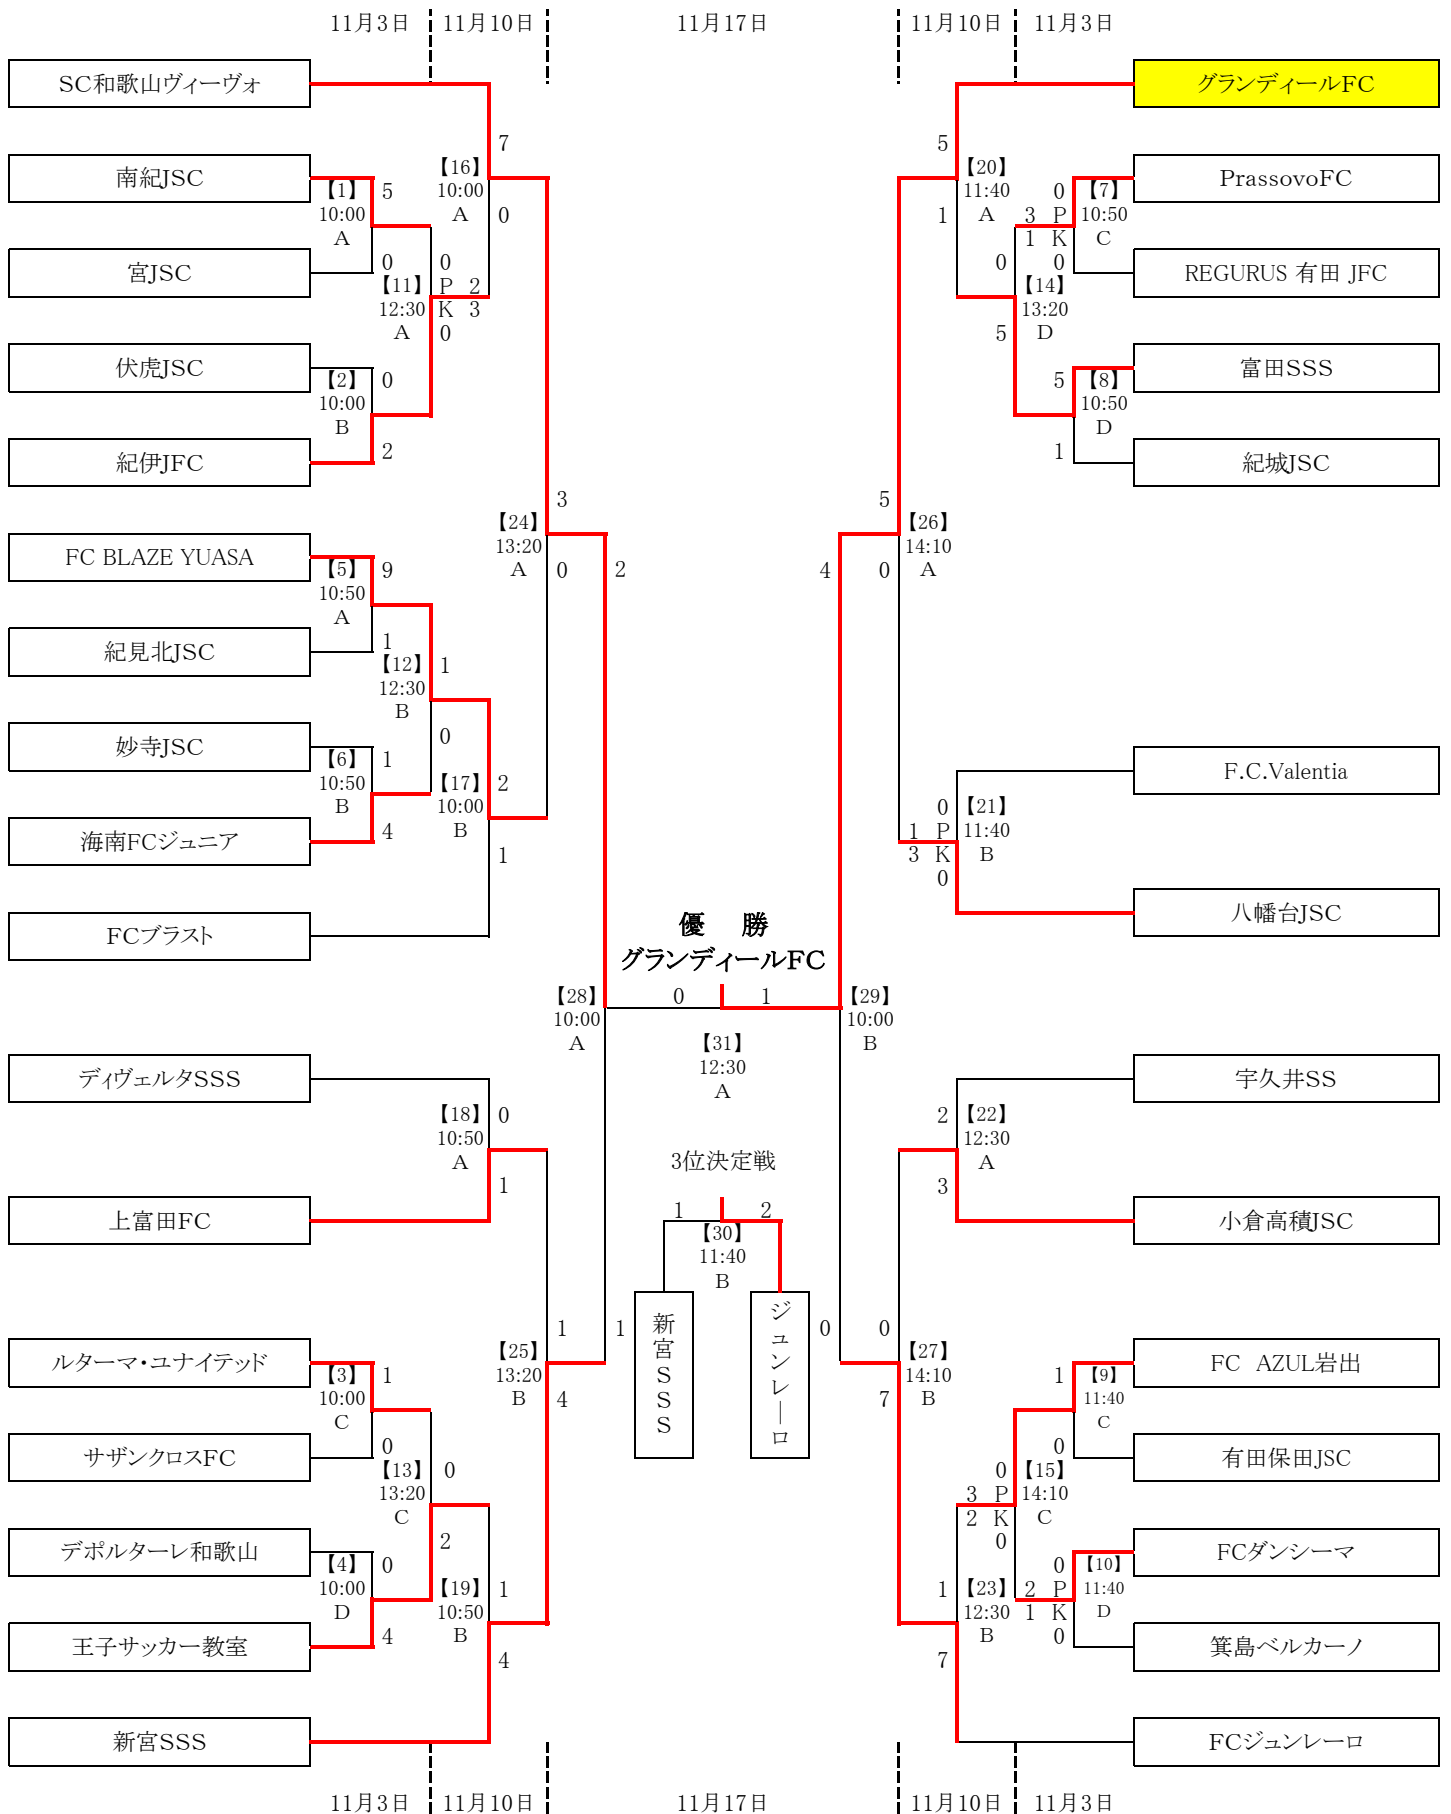 11月3日 11月10日 11月17日 11月10日 11月3日
SC和歌山ヴィーヴォ
7
南紀JSC
【1】
10:00
A
5
【16】
10:00
A
0
宮JSC
0
【11】
12:30
A
0
PK
0
2
3
伏虎JSC
【2】
10:00
B
0
紀伊JFC
2
3
【24】
13:20
A
0
2
FC BLAZE YUASA
【5】
10:50
A
9
紀見北JSC
1
【12】
12:30
B
1
0
妙寺JSC
【6】
10:50
B
1
【17】
10:00
B
2
海南FCジュニア
4
1
FCブラスト
優 勝
グランディールFC
【28】
10:00
A
0
1
【29】
10:00
B
【31】
12:30
A
ディヴェルタSSS
【18】
10:50
A
0
1
上富田FC
3位決定戦
1
2
【30】
11:40
B
新宮SSS
ジュンレーロ
1
1
【25】
13:20
B
4
ルターマ・ユナイテッド
【3】
10:00
C
1
サザンクロスFC
0
【13】
13:20
C
0
2
デポルターレ和歌山
【4】
10:00
D
0
王子サッカー教室
4
【19】
10:50
B
1
4
新宮SSS
グランディールFC
5
【20】
11:40
A
1
PrassovoFC
0
PK
0
【7】
10:50
C
3
1
REGURUS 有田 JFC
0
【14】
13:20
D
5
富田SSS
5
【8】
10:50
D
紀城JSC
1
5
【26】
14:10
A
4
0
F.C.Valentia
0
PK
0
【21】
11:40
B
1
3
八幡台JSC
宇久井SS
2
【22】
12:30
A
3
小倉高積JSC
0
0
【27】
14:10
B
7
FC AZUL岩出
1
【9】
11:40
C
0
有田保田JSC
0
PK
0
【15】
14:10
C
3
2
FCダンシーマ
0
PK
0
【10】
11:40
D
2
1
箕島ベルカーノ
1
【23】
12:30
B
7
FCジュンレーロ
11月3日 11月10日 11月17日 11月10日 11月3日